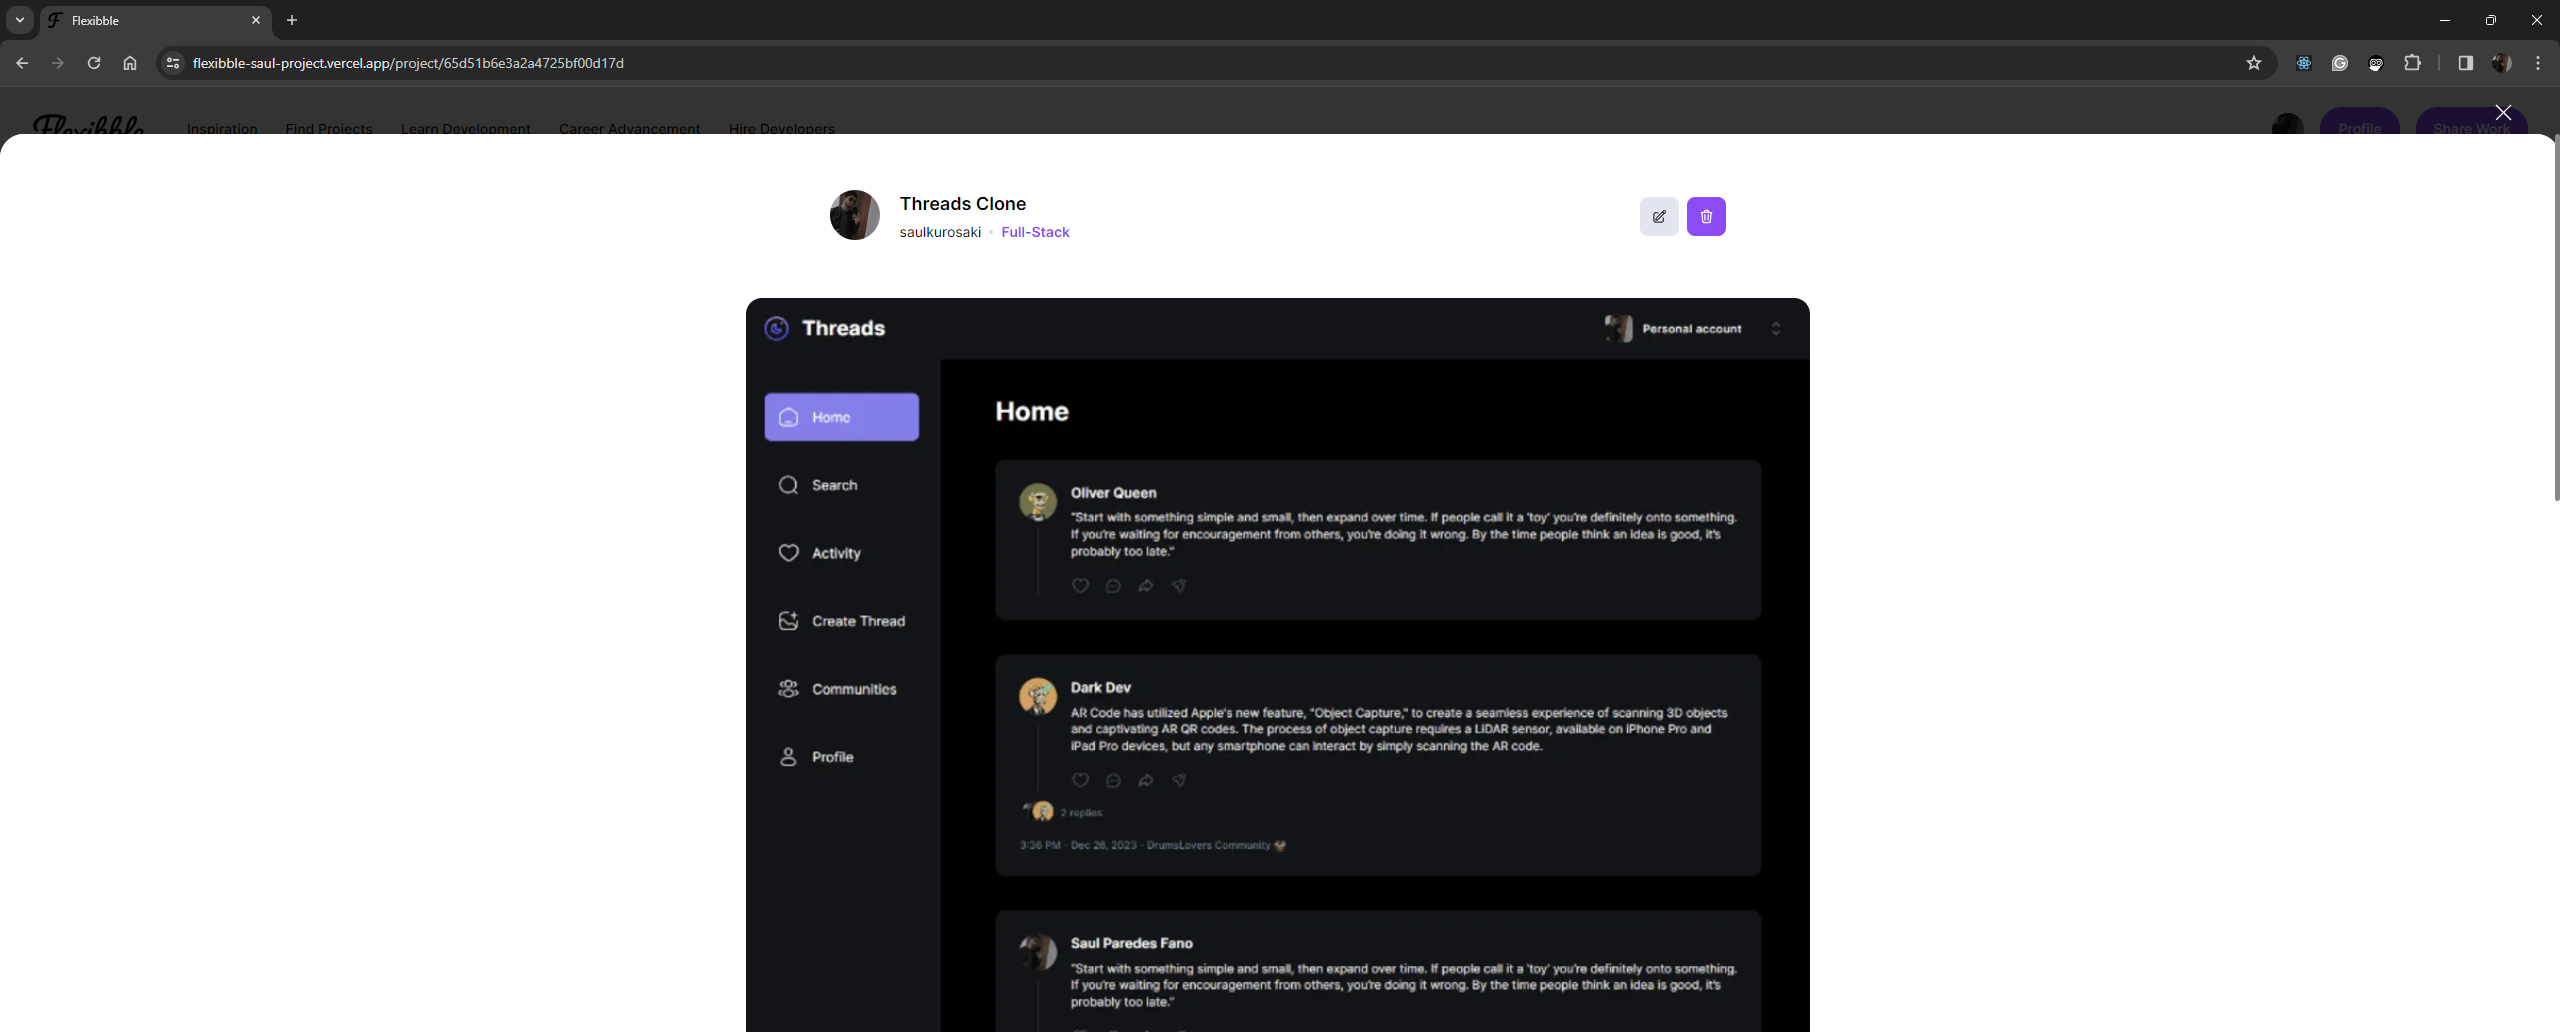 Flexibble
flexibble-saul-project.vercel.app/project/65d51b6e3a2a4725bf00d17d
Flexibble
Inspiration
Find Projects
Learn Development
Career Advancement
Hire Developers
Profile
Share Work
Threads Clone
saulkurosaki
Full-Stack
Threads
Personal account
Home
Search
Activity
Create Thread
Communities
Profile
Home
Oliver Queen
"Start with something simple and small, then expand over time. If people call it a 'toy' you're definitely onto something.
If you're waiting for encouragement from others, you're doing it wrong. By the time people think an idea is good, it's
probably too late."
Dark Dev
AR Code has utilized Apple's new feature, "Object Capture," to create a seamless experience of scanning 3D objects
and captivating AR QR codes. The process of object capture requires a LiDAR sensor, available on iPhone Pro and
iPad Pro devices, but any smartphone can interact by simply scanning the AR code.
2 replies
3:36 PM - Dec 26, 2023 - DrumsLovers Community
Saul Paredes Fano
"Start with something simple and small, then expand over time. If people call it a 'toy' you're definitely onto something.
If you're waiting for encouragement from others, you're doing it wrong. By the time people think an idea is good, it's
probably too late."